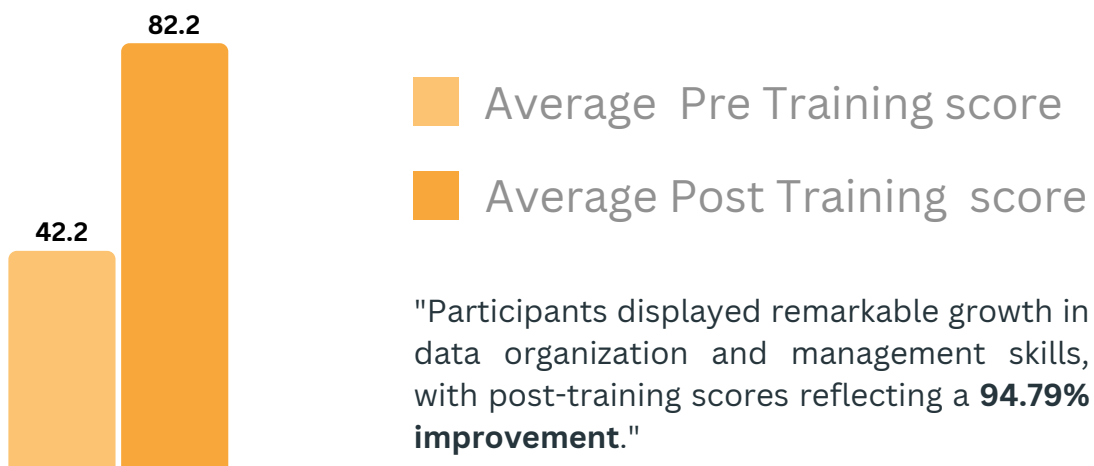 82.2
42.2
Average Pre Training score
Average Post Training score
"Participants displayed remarkable growth in
data organization and management skills,
with post-training scores reflecting a 94.79%
improvement."